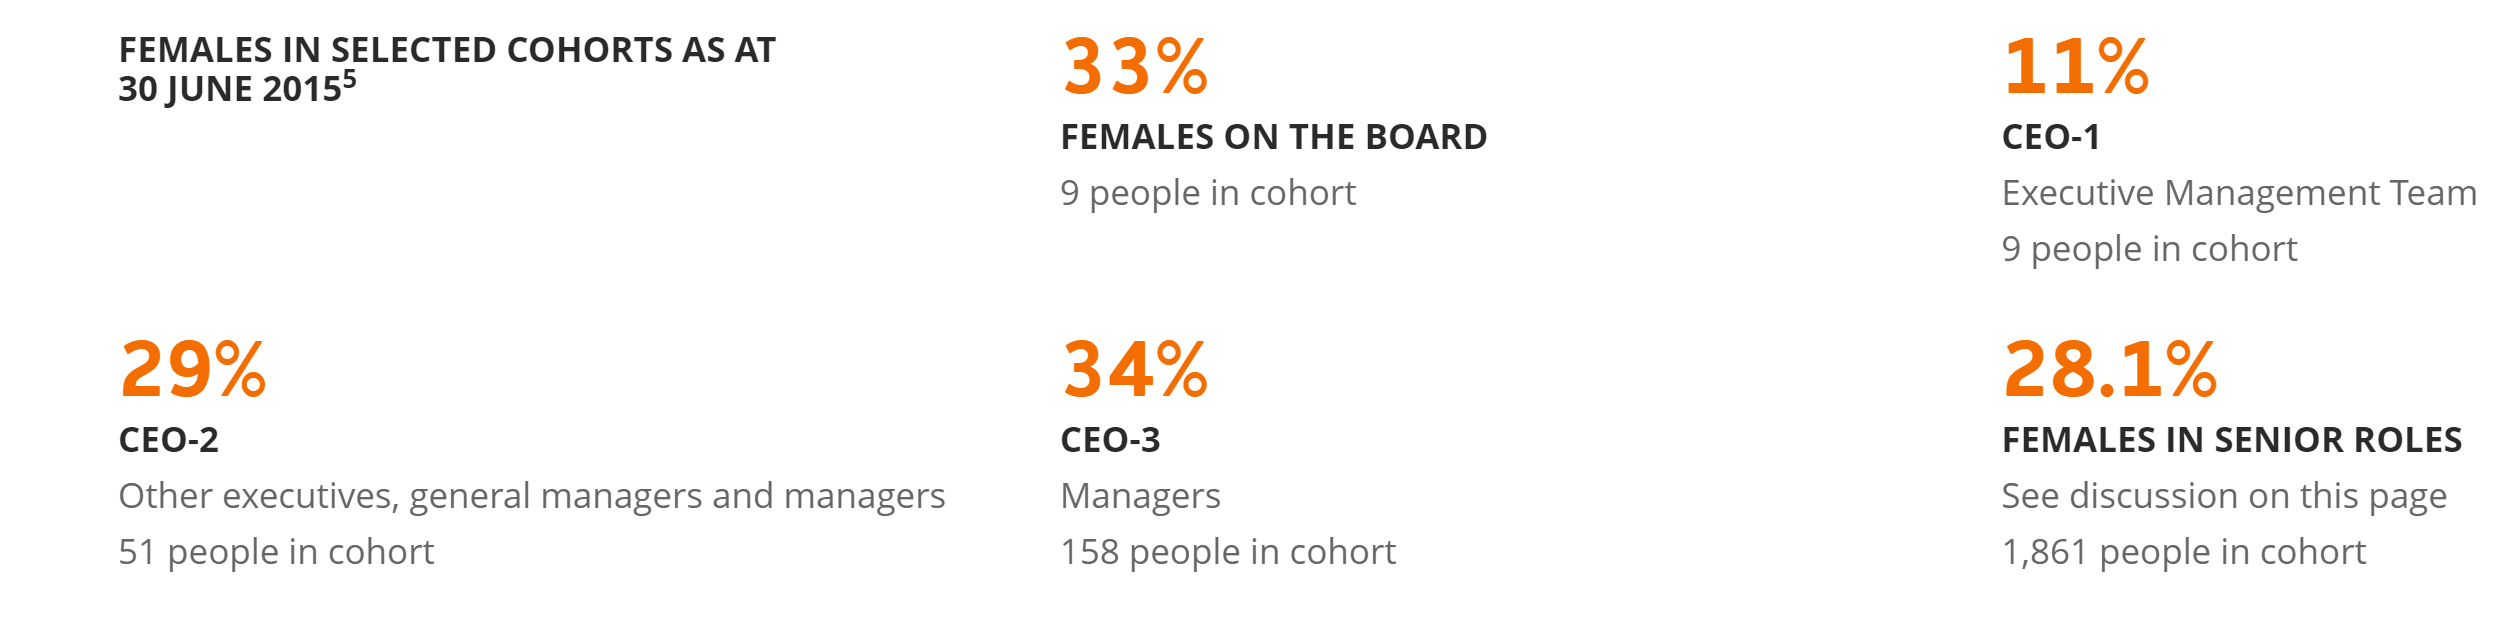 FEMALES IN SELECTED COHORTS AS AT
30 JUNE 2015⁵
33%
FEMALES ON THE BOARD
9 people in cohort
11%
CEO-1
Executive Management Team
9 people in cohort
29%
CEO-2
Other executives, general managers and managers
51 people in cohort
34%
CEO-3
Managers
158 people in cohort
28.1%
FEMALES IN SENIOR ROLES
See discussion on this page
1,861 people in cohort